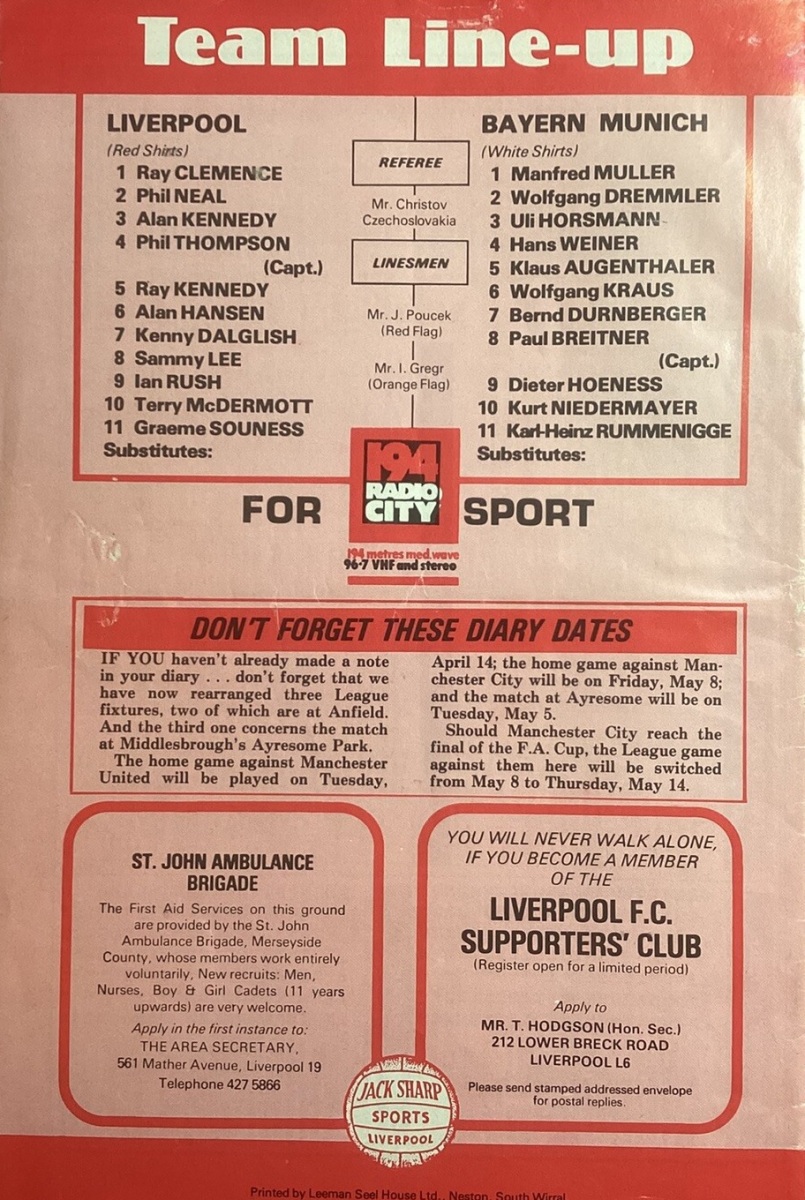 Team Line-up
LIVERPOOL
(Red Shirts)
1 Ray CLEMENCE
2 Phil NEAL
3 Alan KENNEDY
4 Phil THOMPSON
(Capt.)
5 Ray KENNEDY
6 Alan HANSEN
7 Kenny DALGLISH
8 Sammy LEE
9 Ian RUSH
10 Terry McDERMOTT
11 Graeme SOUNESS
Substitutes:
REFEREE
Mr. Christov
Czechoslovakia
LINESMEN
Mr. J. Poucek
(Red Flag)
Mr. I. Gregr
(Orange Flag)
BAYERN MUNICH
(White Shirts)
1 Manfred MULLER
2 Wolfgang DREMMLER
3 Uli HORSMANN
4 Hans WEINER
5 Klaus AUGENTHALER
6 Wolfgang KRAUS
7 Bernd DURNBERGER
8 Paul BREITNER
(Capt.)
9 Dieter HOENESS
10 Kurt NIEDERMAYER
11 Karl-Heinz RUMMENIGGE
Substitutes:
FOR
194
RADIO
CITY
SPORT
194 metres med.wave
96·7 VHF and stereo
DON'T FORGET THESE DIARY DATES
IF YOU haven't already made a note
in your diary . . . don't forget that we
have now rearranged three League
fixtures, two of which are at Anfield.
And the third one concerns the match
at Middlesbrough's Ayresome Park.
The home game against Manchester
United will be played on Tuesday,
April 14; the home game against Man-
chester City will be on Friday, May 8;
and the match at Ayresome will be on
Tuesday, May 5.
Should Manchester City reach the
final of the F.A. Cup, the League game
against them here will be switched
from May 8 to Thursday, May 14.
ST. JOHN AMBULANCE
BRIGADE
The First Aid Services on this ground
are provided by the St. John
Ambulance Brigade, Merseyside
County, whose members work entirely
voluntarily, New recruits: Men,
Nurses, Boy & Girl Cadets (11 years
upwards) are very welcome.
Apply in the first instance to:
THE AREA SECRETARY,
561 Mather Avenue, Liverpool 19
Telephone 427 5866
YOU WILL NEVER WALK ALONE,
IF YOU BECOME A MEMBER
OF THE
LIVERPOOL F.C.
SUPPORTERS' CLUB
(Register open for a limited period)
Apply to
MR. T. HODGSON (Hon. Sec.)
212 LOWER BRECK ROAD
LIVERPOOL L6
Please send stamped addressed envelope
for postal replies.
JACK SHARP
SPORTS
LIVERPOOL
Printed by Leeman Seel House Ltd., Neston, South Wirral